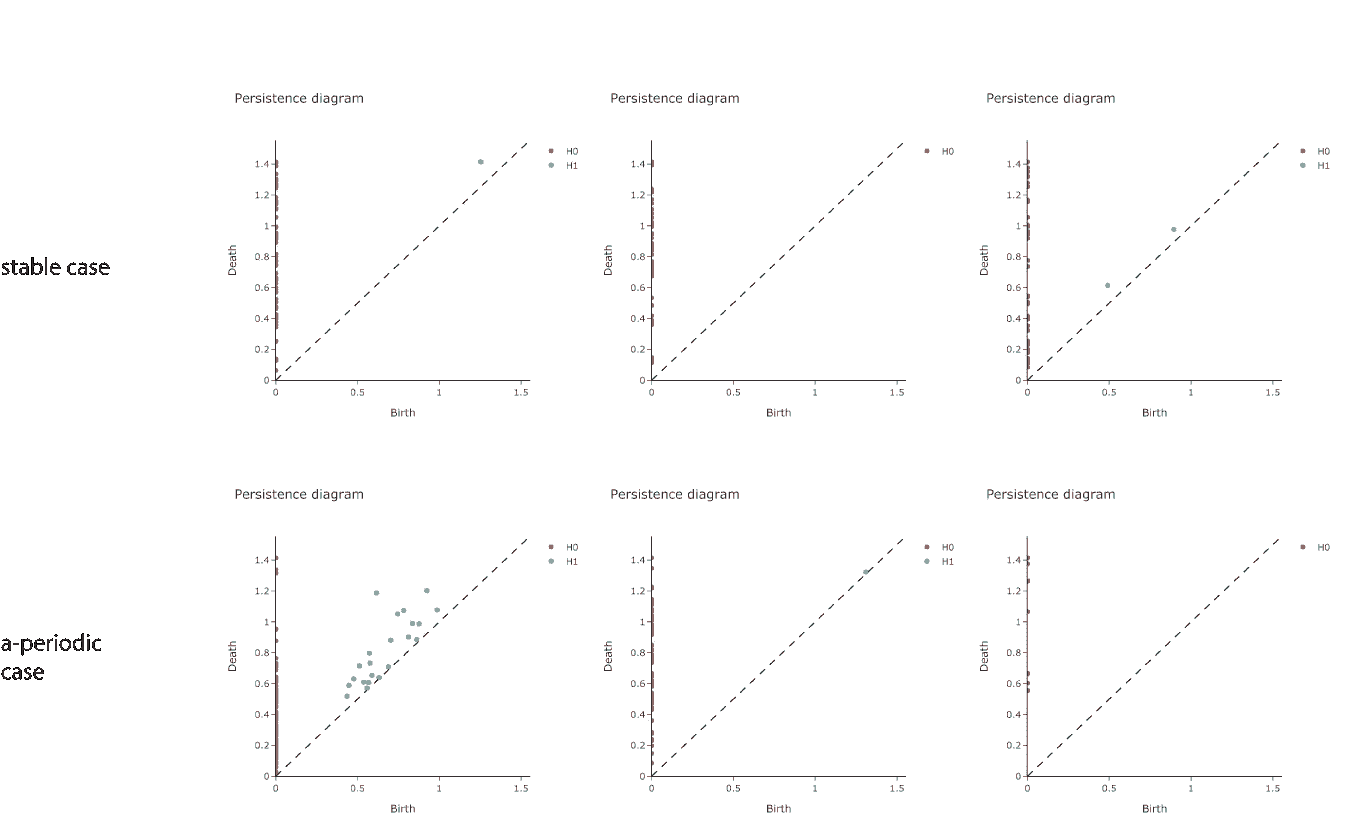 Persistence diagram Persistence diagram Persistence diagram
H0 H0 H0
H1 H1
1.4 1.4 1.4
1.2 1.2 1.2
1 1 1
stable case Death 0.8 Death 0.8 Death 0.8
0.6 0.6 0.6
0.4 0.4 0.4
0.2 0.2 0.2
0 0 0
0 0.5 1 1.5 0 0.5 1 1.5 0 0.5 1 1.5
Birth Birth Birth
Persistence diagram Persistence diagram Persistence diagram
H0 H0 H0
H1 H1
1.4 1.4 1.4
1.2 1.2 1.2
1 1 1
a-periodic
case
Death 0.8 Death 0.8 Death 0.8
0.6 0.6 0.6
0.4 0.4 0.4
0.2 0.2 0.2
0 0 0
0 0.5 1 1.5 0 0.5 1 1.5 0 0.5 1 1.5
Birth Birth Birth